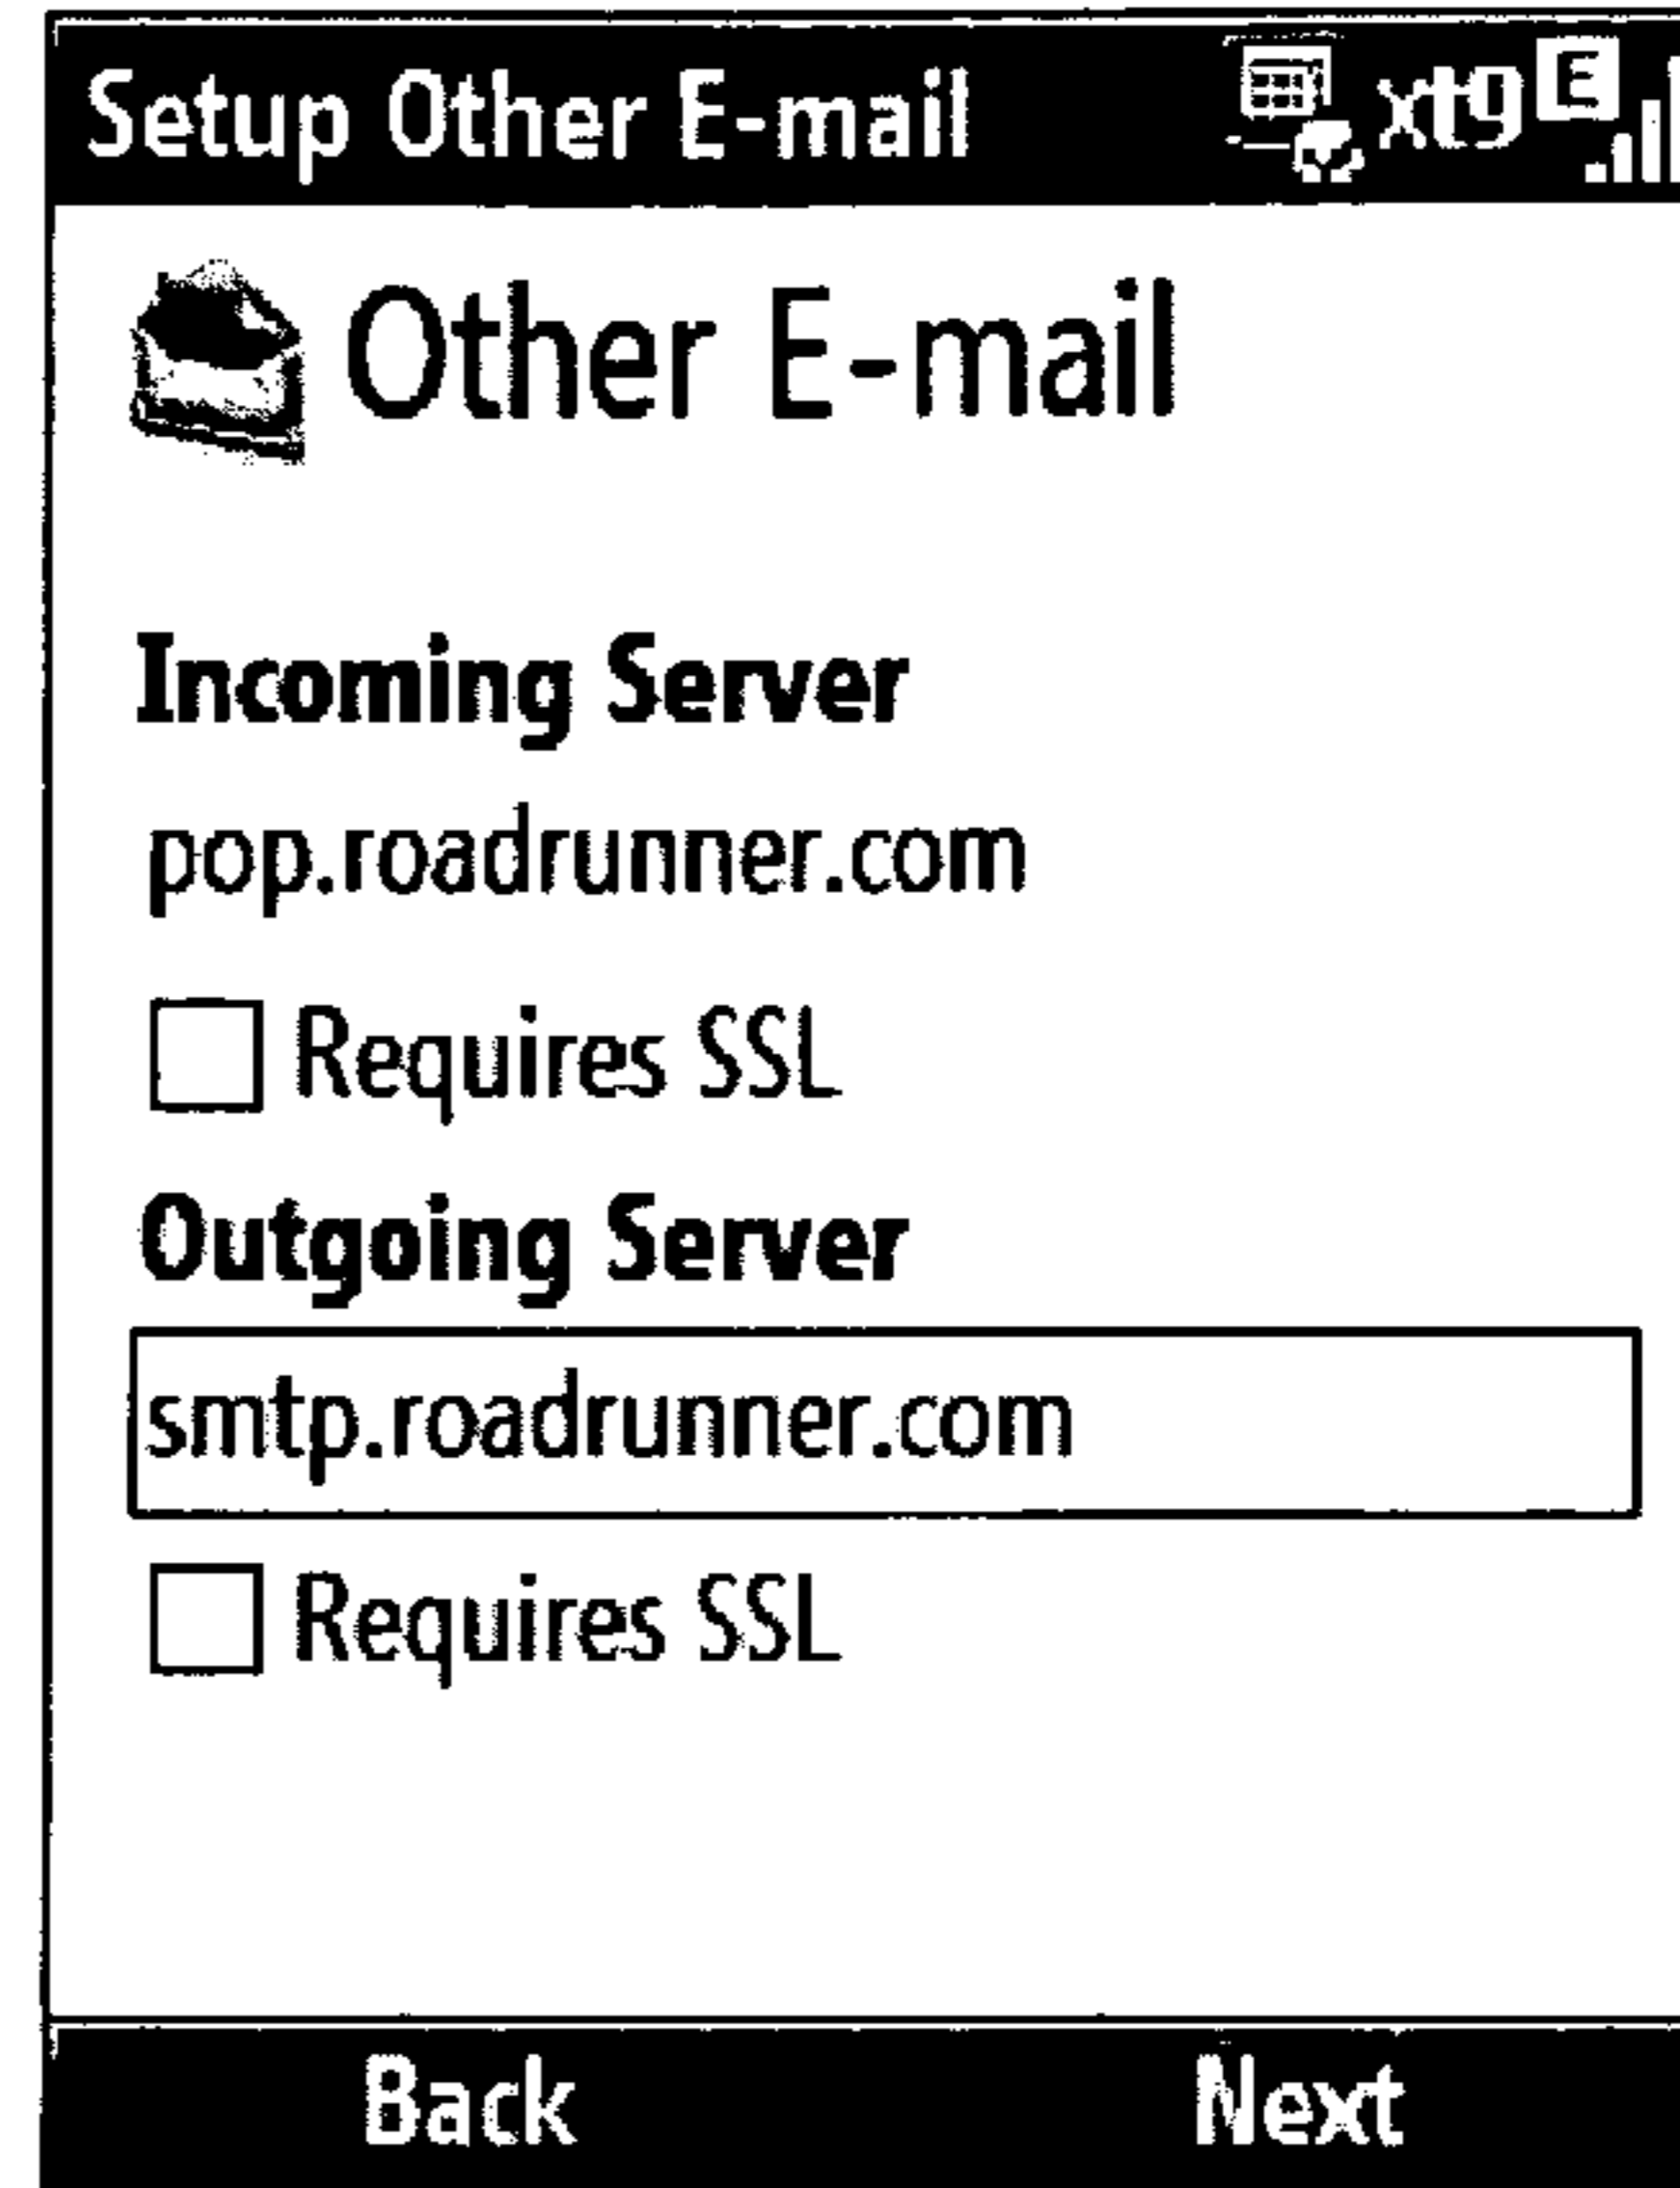 Setup Other E-mail xtg E
Other E-mail
Incoming Server
pop.roadrunner.com
Requires SSL
Outgoing Server
smtp.roadrunner.com
Requires SSL
Back Next